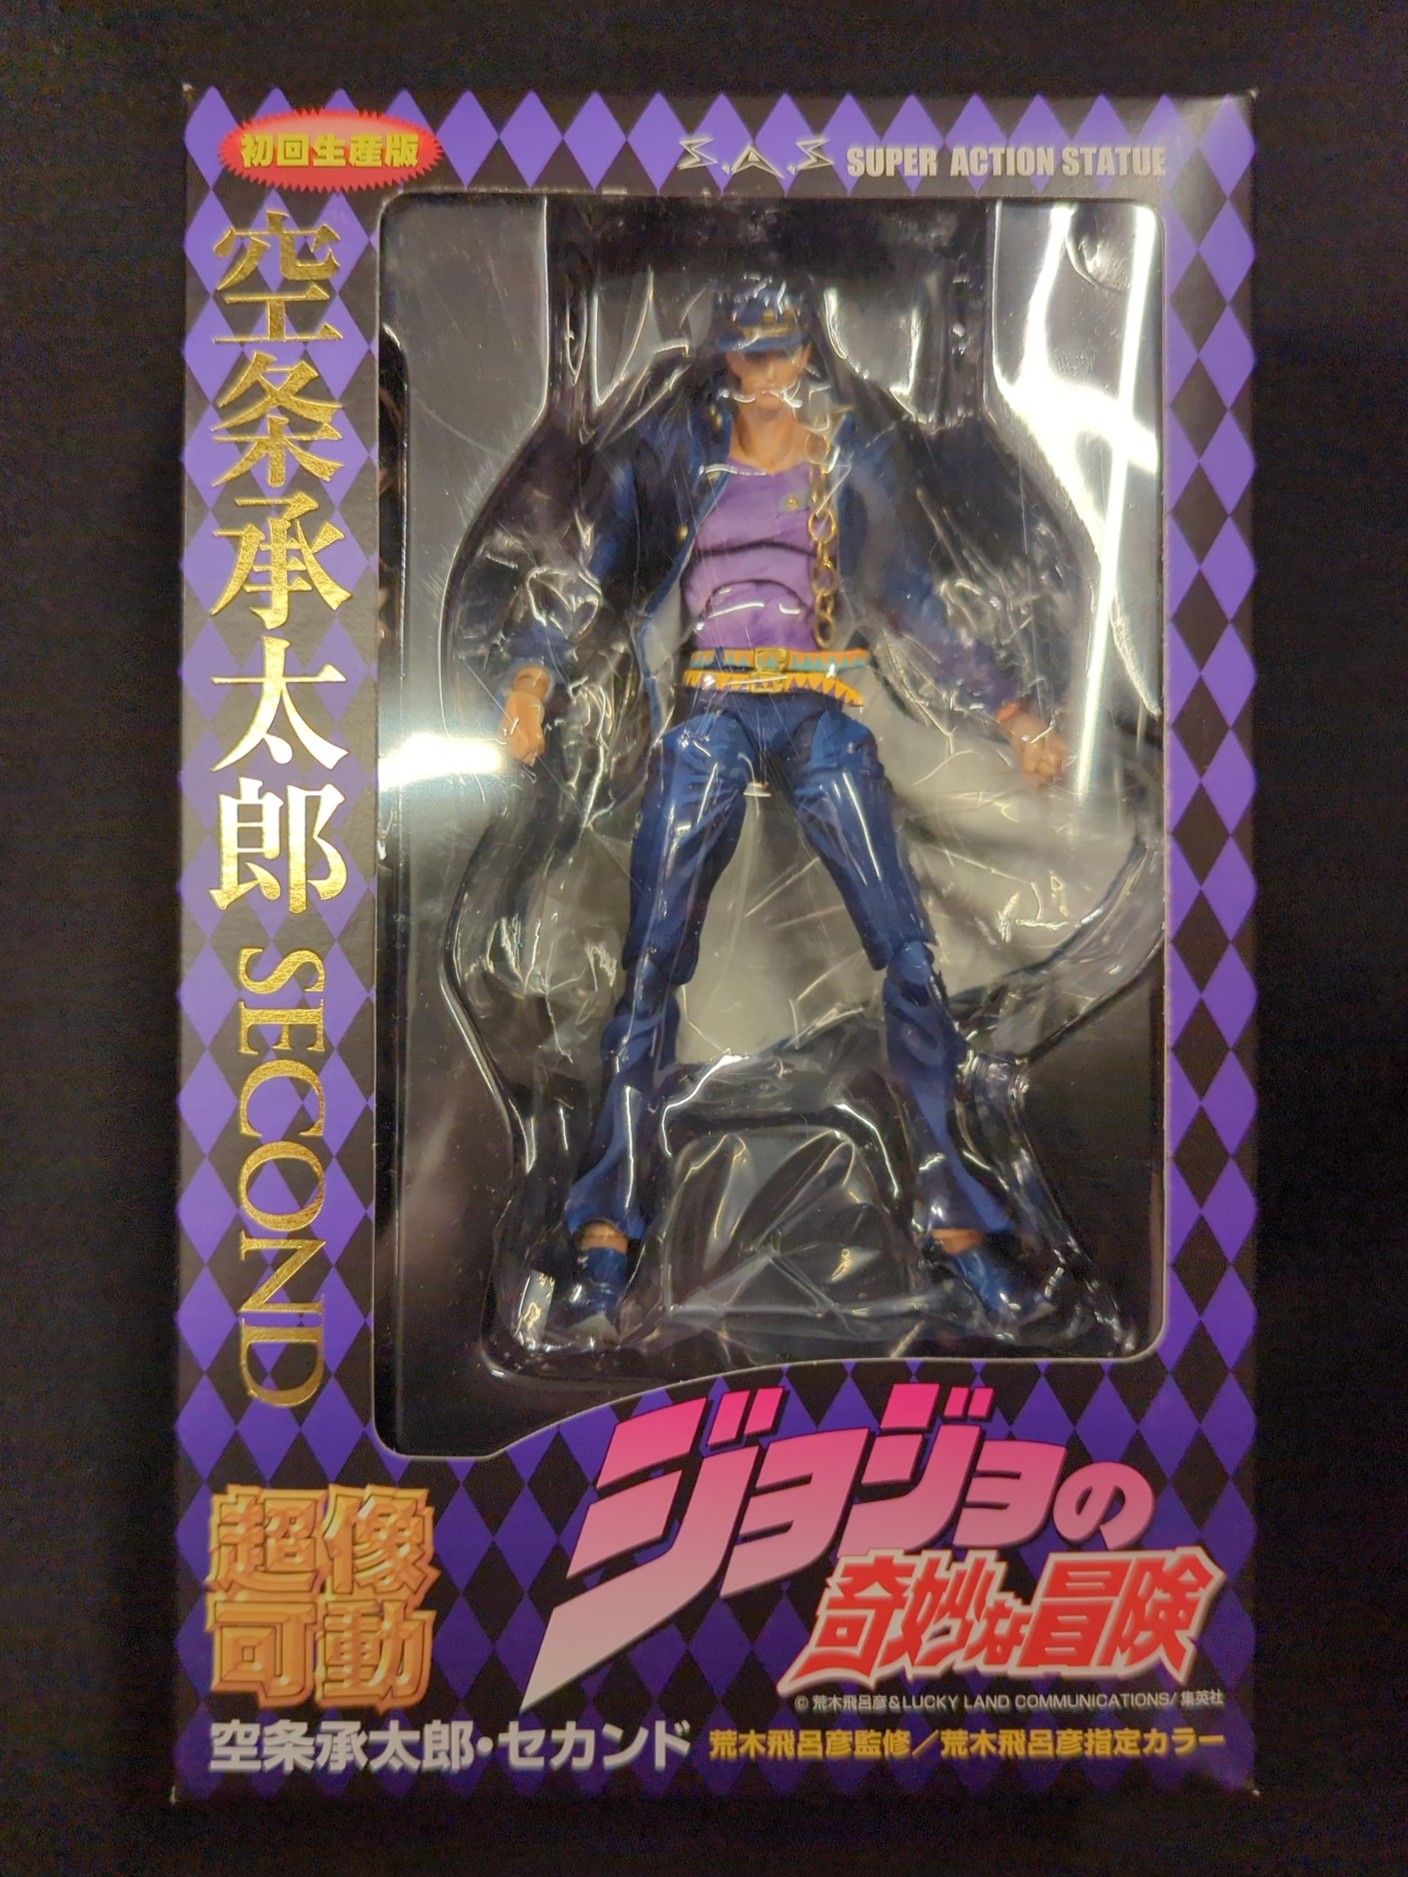 初回生産版
S.A.S SUPER ACTION STATUE
空条承太郎 SECOND
超像
可動
ジョジョの
奇妙な冒険
© 荒木飛呂彦&LUCKY LAND COMMUNICATIONS/集英社
空条承太郎・セカンド 荒木飛呂彦監修／荒木飛呂彦指定カラー